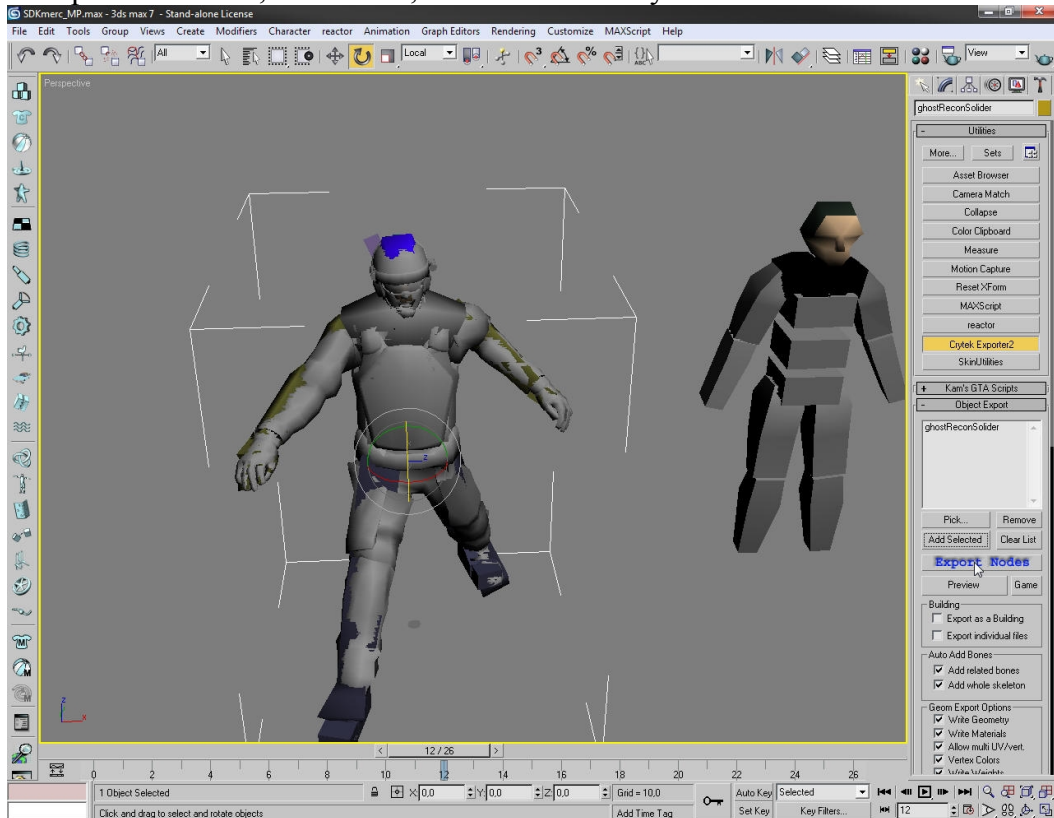 SDKmerc_MP.max - 3ds max 7 - Stand-alone License
File Edit Tools Group Views Create Modifiers Character reactor Animation Graph Editors Rendering Customize MAXScript Help
All
Local
View
Perspective
ghostReconSolider
- Utilities
More... Sets
Asset Browser
Camera Match
Collapse
Color Clipboard
Measure
Motion Capture
Reset XForm
MAXScript
reactor
Crytek Exporter2
SkinUtilities
+ Kam's GTA Scripts
- Object Export
ghostReconSolider
Pick... Remove
Add Selected Clear List
Export Nodes
Preview Game
Building
Export as a Building
Export individual files
Auto Add Bones
Add related bones
Add whole skeleton
Geom Export Options
Write Geometry
Write Materials
Allow multi UV/vert.
Vertex Colors
Write Weights
z
z
x
< 12 / 26 >
0 2 4 6 8 10 12 14 16 18 20 22 24 26
1 Object Selected X: 0,0 Y: 0,0 Z: 0,0 Grid = 10,0 Auto Key Selected
Click and drag to select and rotate objects Add Time Tag Set Key Key Filters... 12